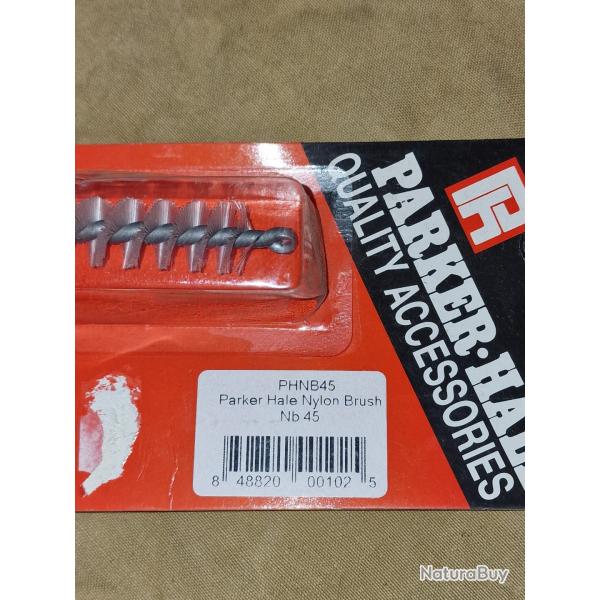 PARKER·HALE
QUALITY ACCESSORIES
PHNB45
Parker Hale Nylon Brush
Nb 45
8 48820 00102 5
NaturaBuy